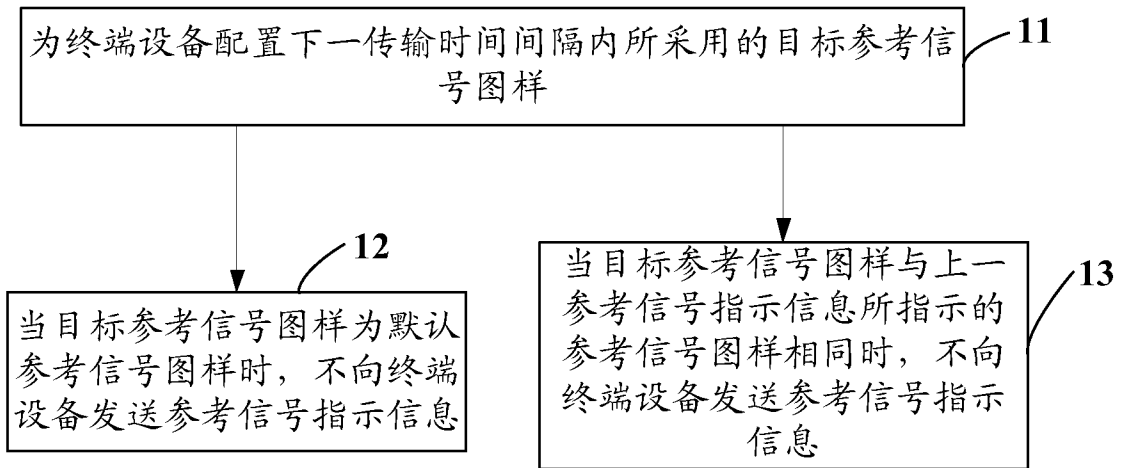 为终端设备配置下一传输时间间隔内所采用的目标参考信
号图样
11
12
当目标参考信号图样为默认
参考信号图样时，不向终端
设备发送参考信号指示信息
13
当目标参考信号图样与上一
参考信号指示信息所指示的
参考信号图样相同时，不向
终端设备发送参考信号指示
信息